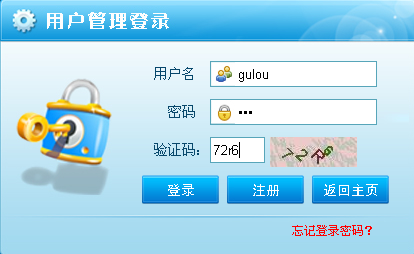 用户管理登录
用户名 gulou
密码 •••
验证码: 72r6 72R6
登录 注册 返回主页
忘记登录密码?